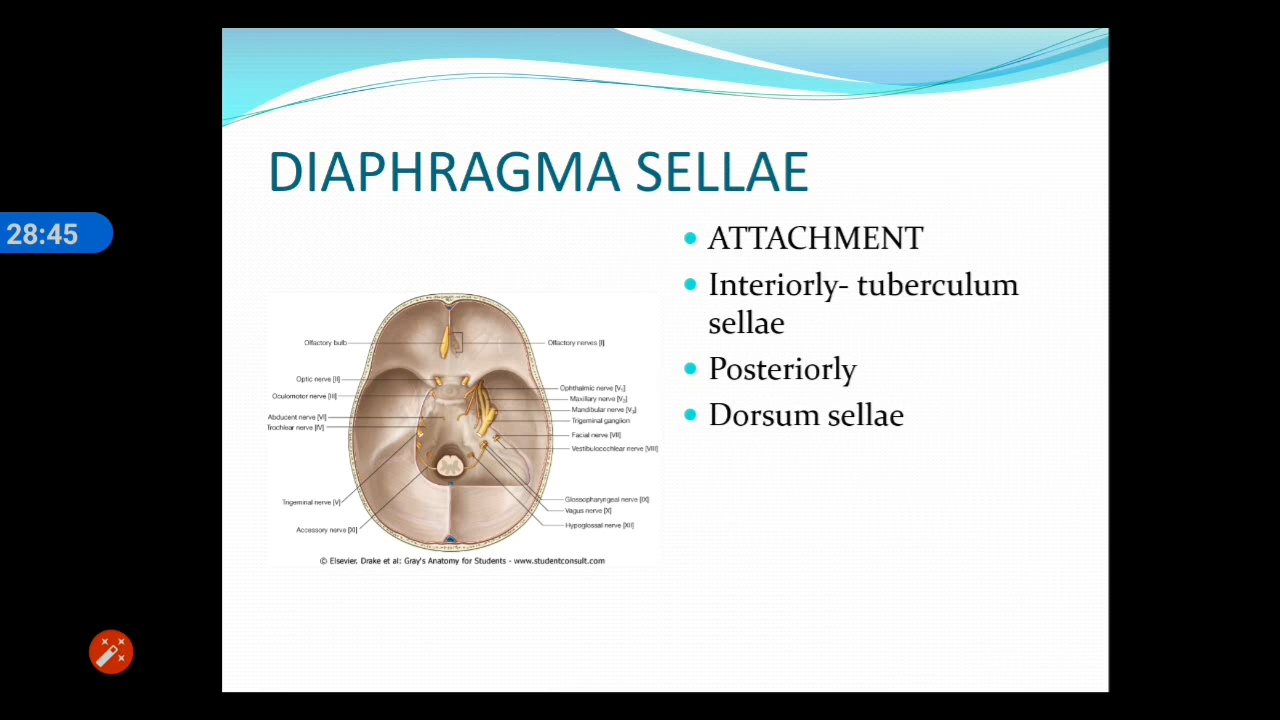 DIAPHRAGMA SELLAE
28:45
ATTACHMENT
Interiorly- tuberculum
sellae
Posteriorly
Dorsum sellae
Olfactory bulb
Olfactory nerves [I]
Optic nerve [II]
Oculomotor nerve [III]
Abducent nerve [VI]
Trochlear nerve [IV]
Trigeminal nerve [V]
Accessory nerve [XI]
Ophthalmic nerve [V₁]
Maxillary nerve [V₂]
Mandibular nerve [V₃]
Trigeminal ganglion
Facial nerve [VII]
Vestibulocochlear nerve [VIII]
Glossopharyngeal nerve [IX]
Vagus nerve [X]
Hypoglossal nerve [XII]
© Elsevier. Drake et al: Gray's Anatomy for Students - www.studentconsult.com